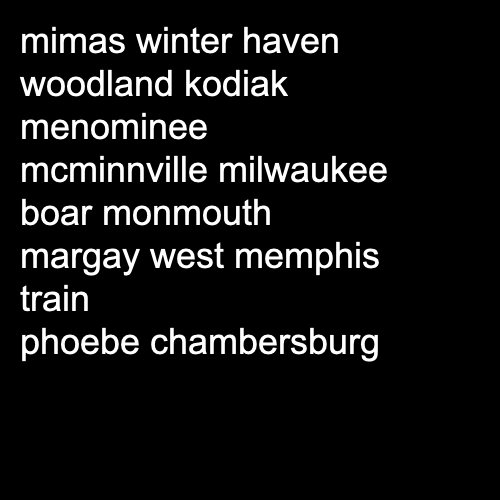 mimas winter haven
woodland kodiak
menominee
mcminnville milwaukee
boar monmouth
margay west memphis
train
phoebe chambersburg